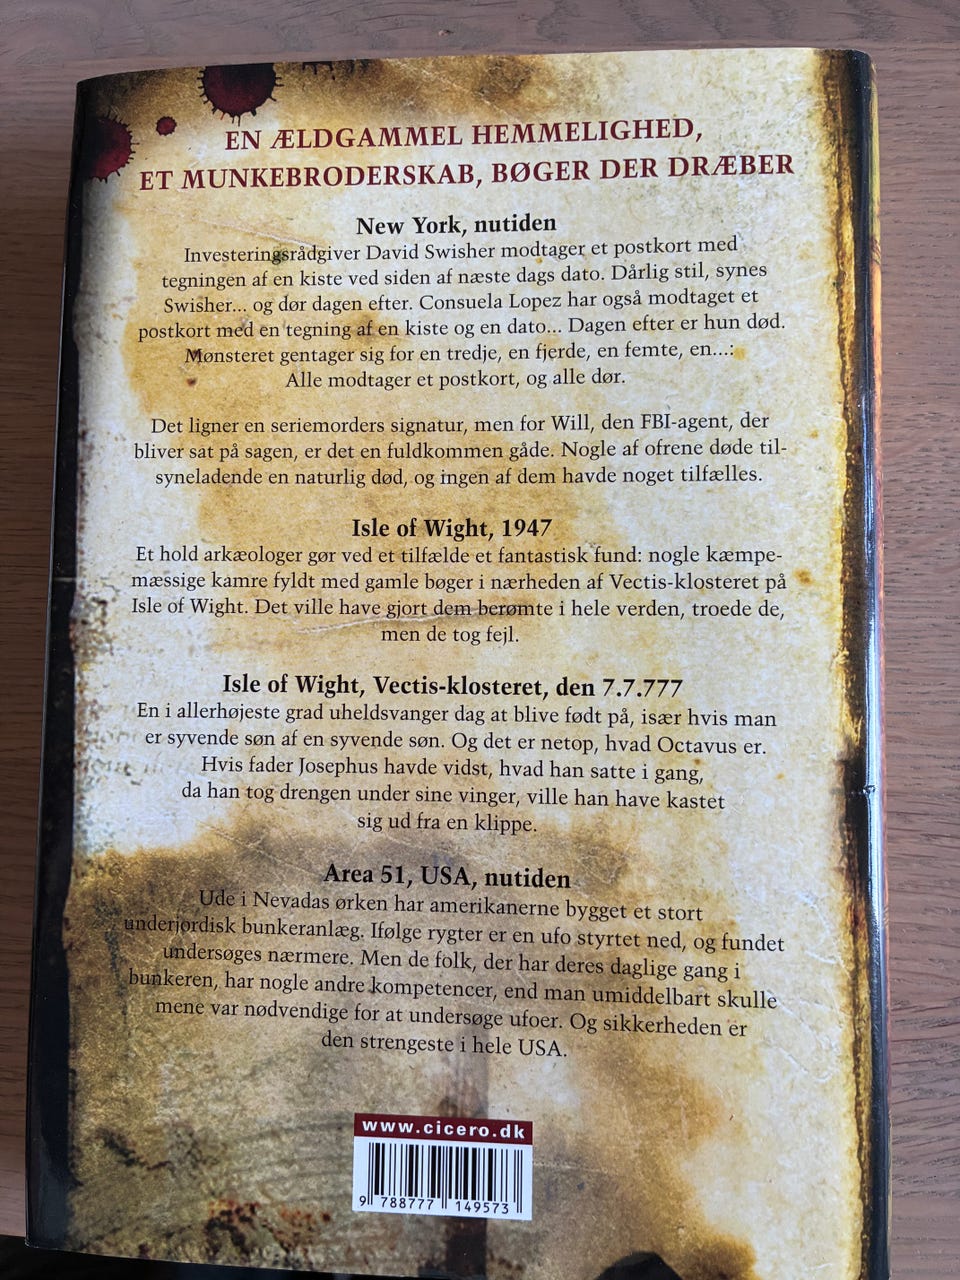 EN ÆLDGAMMEL HEMMELIGHED,
ET MUNKEBRODERSKAB, BØGER DER DRÆBER
New York, nutiden
Investeringsrådgiver David Swisher modtager et postkort med
tegningen af en kiste ved siden af næste dags dato. Dårlig stil, synes
Swisher... og dør dagen efter. Consuela Lopez har også modtaget et
postkort med en tegning af en kiste og en dato... Dagen efter er hun død.
Mønsteret gentager sig for en tredje, en fjerde, en femte, en...:
Alle modtager et postkort, og alle dør.
Det ligner en seriemorders signatur, men for Will, den FBI-agent, der
bliver sat på sagen, er det en fuldkommen gåde. Nogle af ofrene døde til-
syneladende en naturlig død, og ingen af dem havde noget tilfælles.
Isle of Wight, 1947
Et hold arkæologer gør ved et tilfælde et fantastisk fund: nogle kæmpe-
mæssige kamre fyldt med gamle bøger i nærheden af Vectis-klosteret på
Isle of Wight. Det ville have gjort dem berømte i hele verden, troede de,
men de tog fejl.
Isle of Wight, Vectis-klosteret, den 7.7.777
En i allerhøjeste grad uheldsvanger dag at blive født på, især hvis man
er syvende søn af en syvende søn. Og det er netop, hvad Octavus er.
Hvis fader Josephus havde vidst, hvad han satte i gang,
da han tog drengen under sine vinger, ville han have kastet
sig ud fra en klippe.
Area 51, USA, nutiden
Ude i Nevadas ørken har amerikanerne bygget et stort
underjordisk bunkeranlæg. Ifølge rygter er en ufo styrtet ned, og fundet
undersøges nærmere. Men de folk, der har deres daglige gang i
bunkeren, har nogle andre kompetencer, end man umiddelbart skulle
mene var nødvendige for at undersøge ufoer. Og sikkerheden er
den strengeste i hele USA.
www.cicero.dk
9 788777 149573